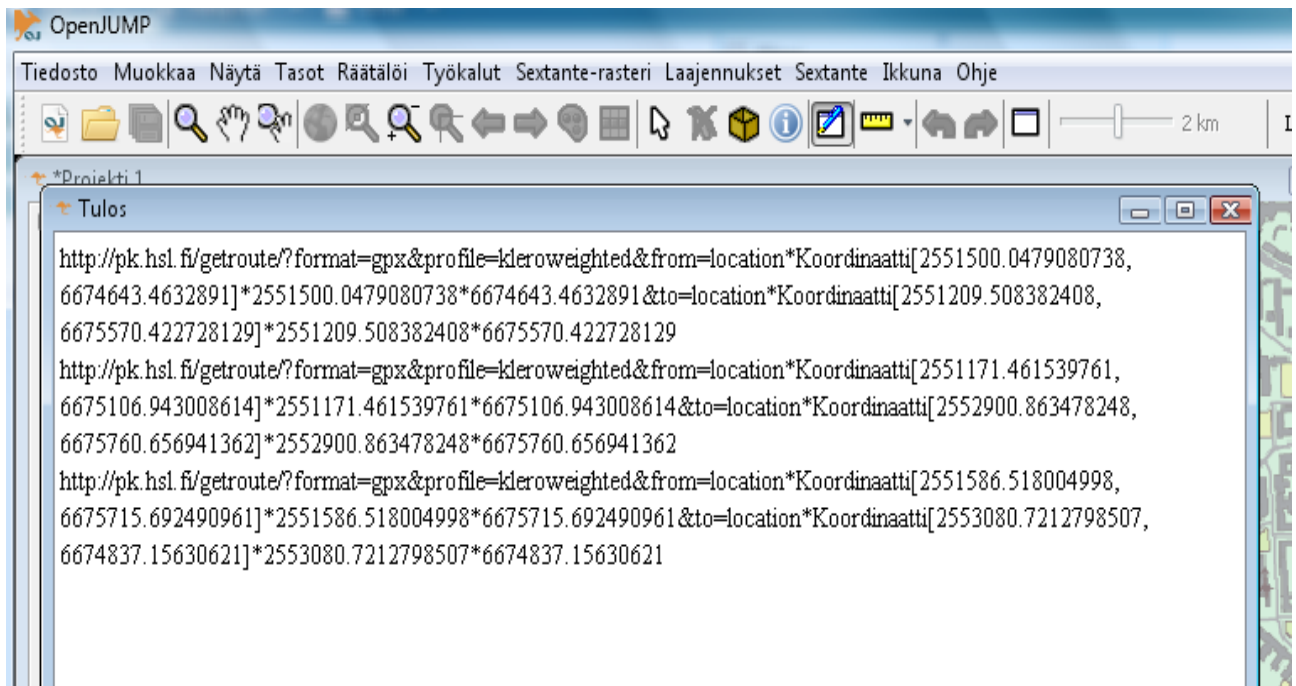 OpenJUMP
Tiedosto Muokkaa Näytä Tasot Räätälöi Työkalut Sextante-rasteri Laajennukset Sextante Ikkuna Ohje
2 km
*Projekti 1
Tulos
http://pk.hsl.fi/getroute/?format=gpx&profile=kleroweighted&from=location*Koordinaatti[2551500.0479080738,
6674643.4632891]*2551500.0479080738*6674643.4632891&to=location*Koordinaatti[2551209.508382408,
6675570.422728129]*2551209.508382408*6675570.422728129
http://pk.hsl.fi/getroute/?format=gpx&profile=kleroweighted&from=location*Koordinaatti[2551171.461539761,
6675106.943008614]*2551171.461539761*6675106.943008614&to=location*Koordinaatti[2552900.863478248,
6675760.656941362]*2552900.863478248*6675760.656941362
http://pk.hsl.fi/getroute/?format=gpx&profile=kleroweighted&from=location*Koordinaatti[2551586.518004998,
6675715.692490961]*2551586.518004998*6675715.692490961&to=location*Koordinaatti[2553080.7212798507,
6674837.15630621]*2553080.7212798507*6674837.15630621